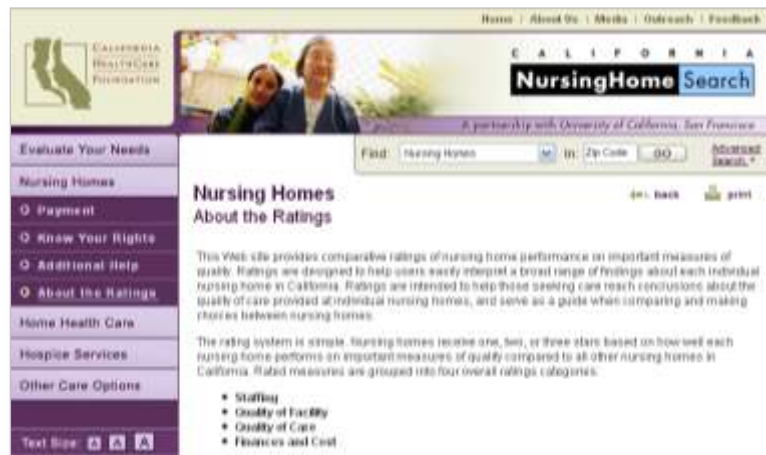 Home | About Us | Media | Outreach | Feedback
CALIFORNIA
HEALTHCARE
FOUNDATION
CALIFORNIA
NursingHome Search
A partnership with University of California, San Francisco
Find: Nursing Homes In: Zip Code GO Advanced
Search
Evaluate Your Needs
Nursing Homes
Payment
Know Your Rights
Additional Help
About the Ratings
Home Health Care
Hospice Services
Other Care Options
Text Size: A A A
back print
Nursing Homes
About the Ratings
This Web site provides comparative ratings of nursing home performance on important measures of
quality. Ratings are designed to help users easily interpret a broad range of findings about each individual
nursing home in California. Ratings are intended to help those seeking care reach conclusions about the
quality of care provided at individual nursing homes, and serve as a guide when comparing and making
choices between nursing homes.
The rating system is simple. Nursing homes receive one, two, or three stars based on how well each
nursing home performs on important measures of quality compared to all other nursing homes in
California. Rated measures are grouped into four overall ratings categories:
• Staffing
• Quality of Facility
• Quality of Care
• Finances and Cost